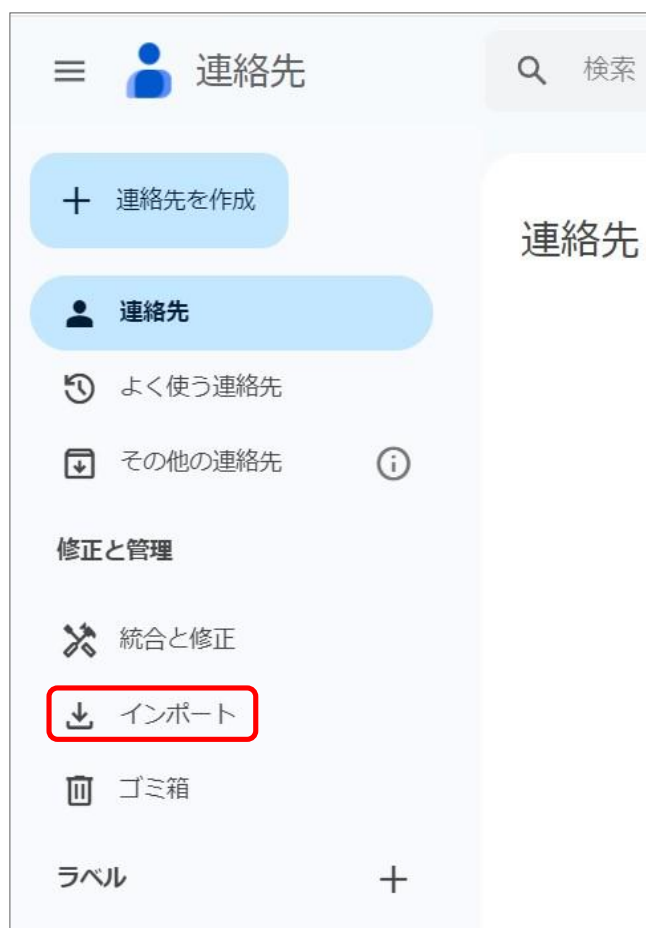 連絡先
検索
連絡先を作成
連絡先
連絡先
よく使う連絡先
その他の連絡先
修正と管理
統合と修正
インポート
ゴミ箱
ラベル